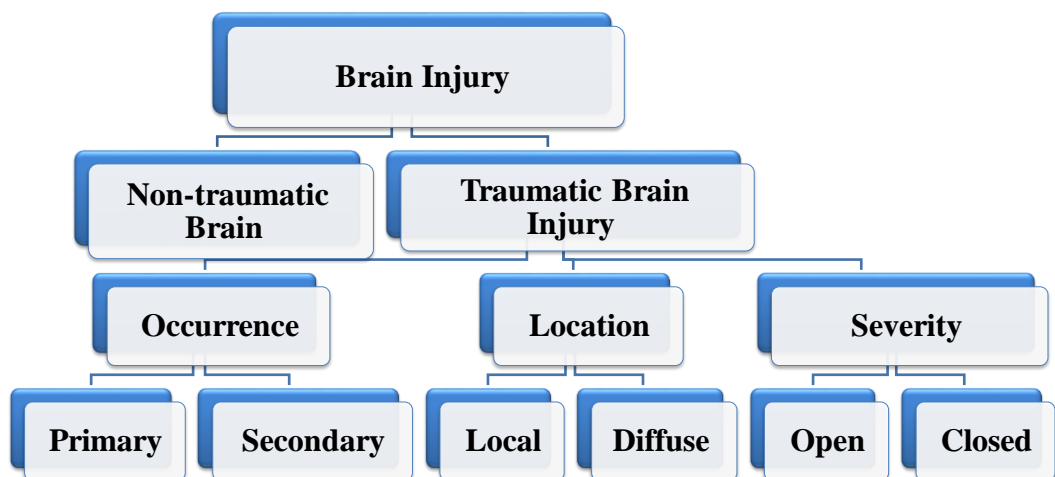 Brain Injury
Non-traumatic
Brain
Traumatic Brain
Injury
Occurrence
Location
Severity
Primary
Secondary
Local
Diffuse
Open
Closed